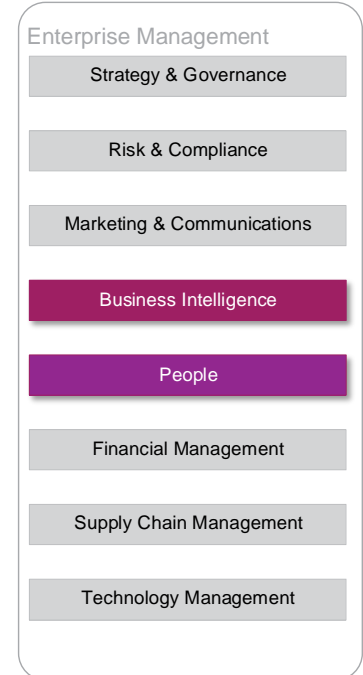 Enterprise Management
Strategy & Governance
Risk & Compliance
Marketing & Communications
Business Intelligence
People
Financial Management
Supply Chain Management
Technology Management